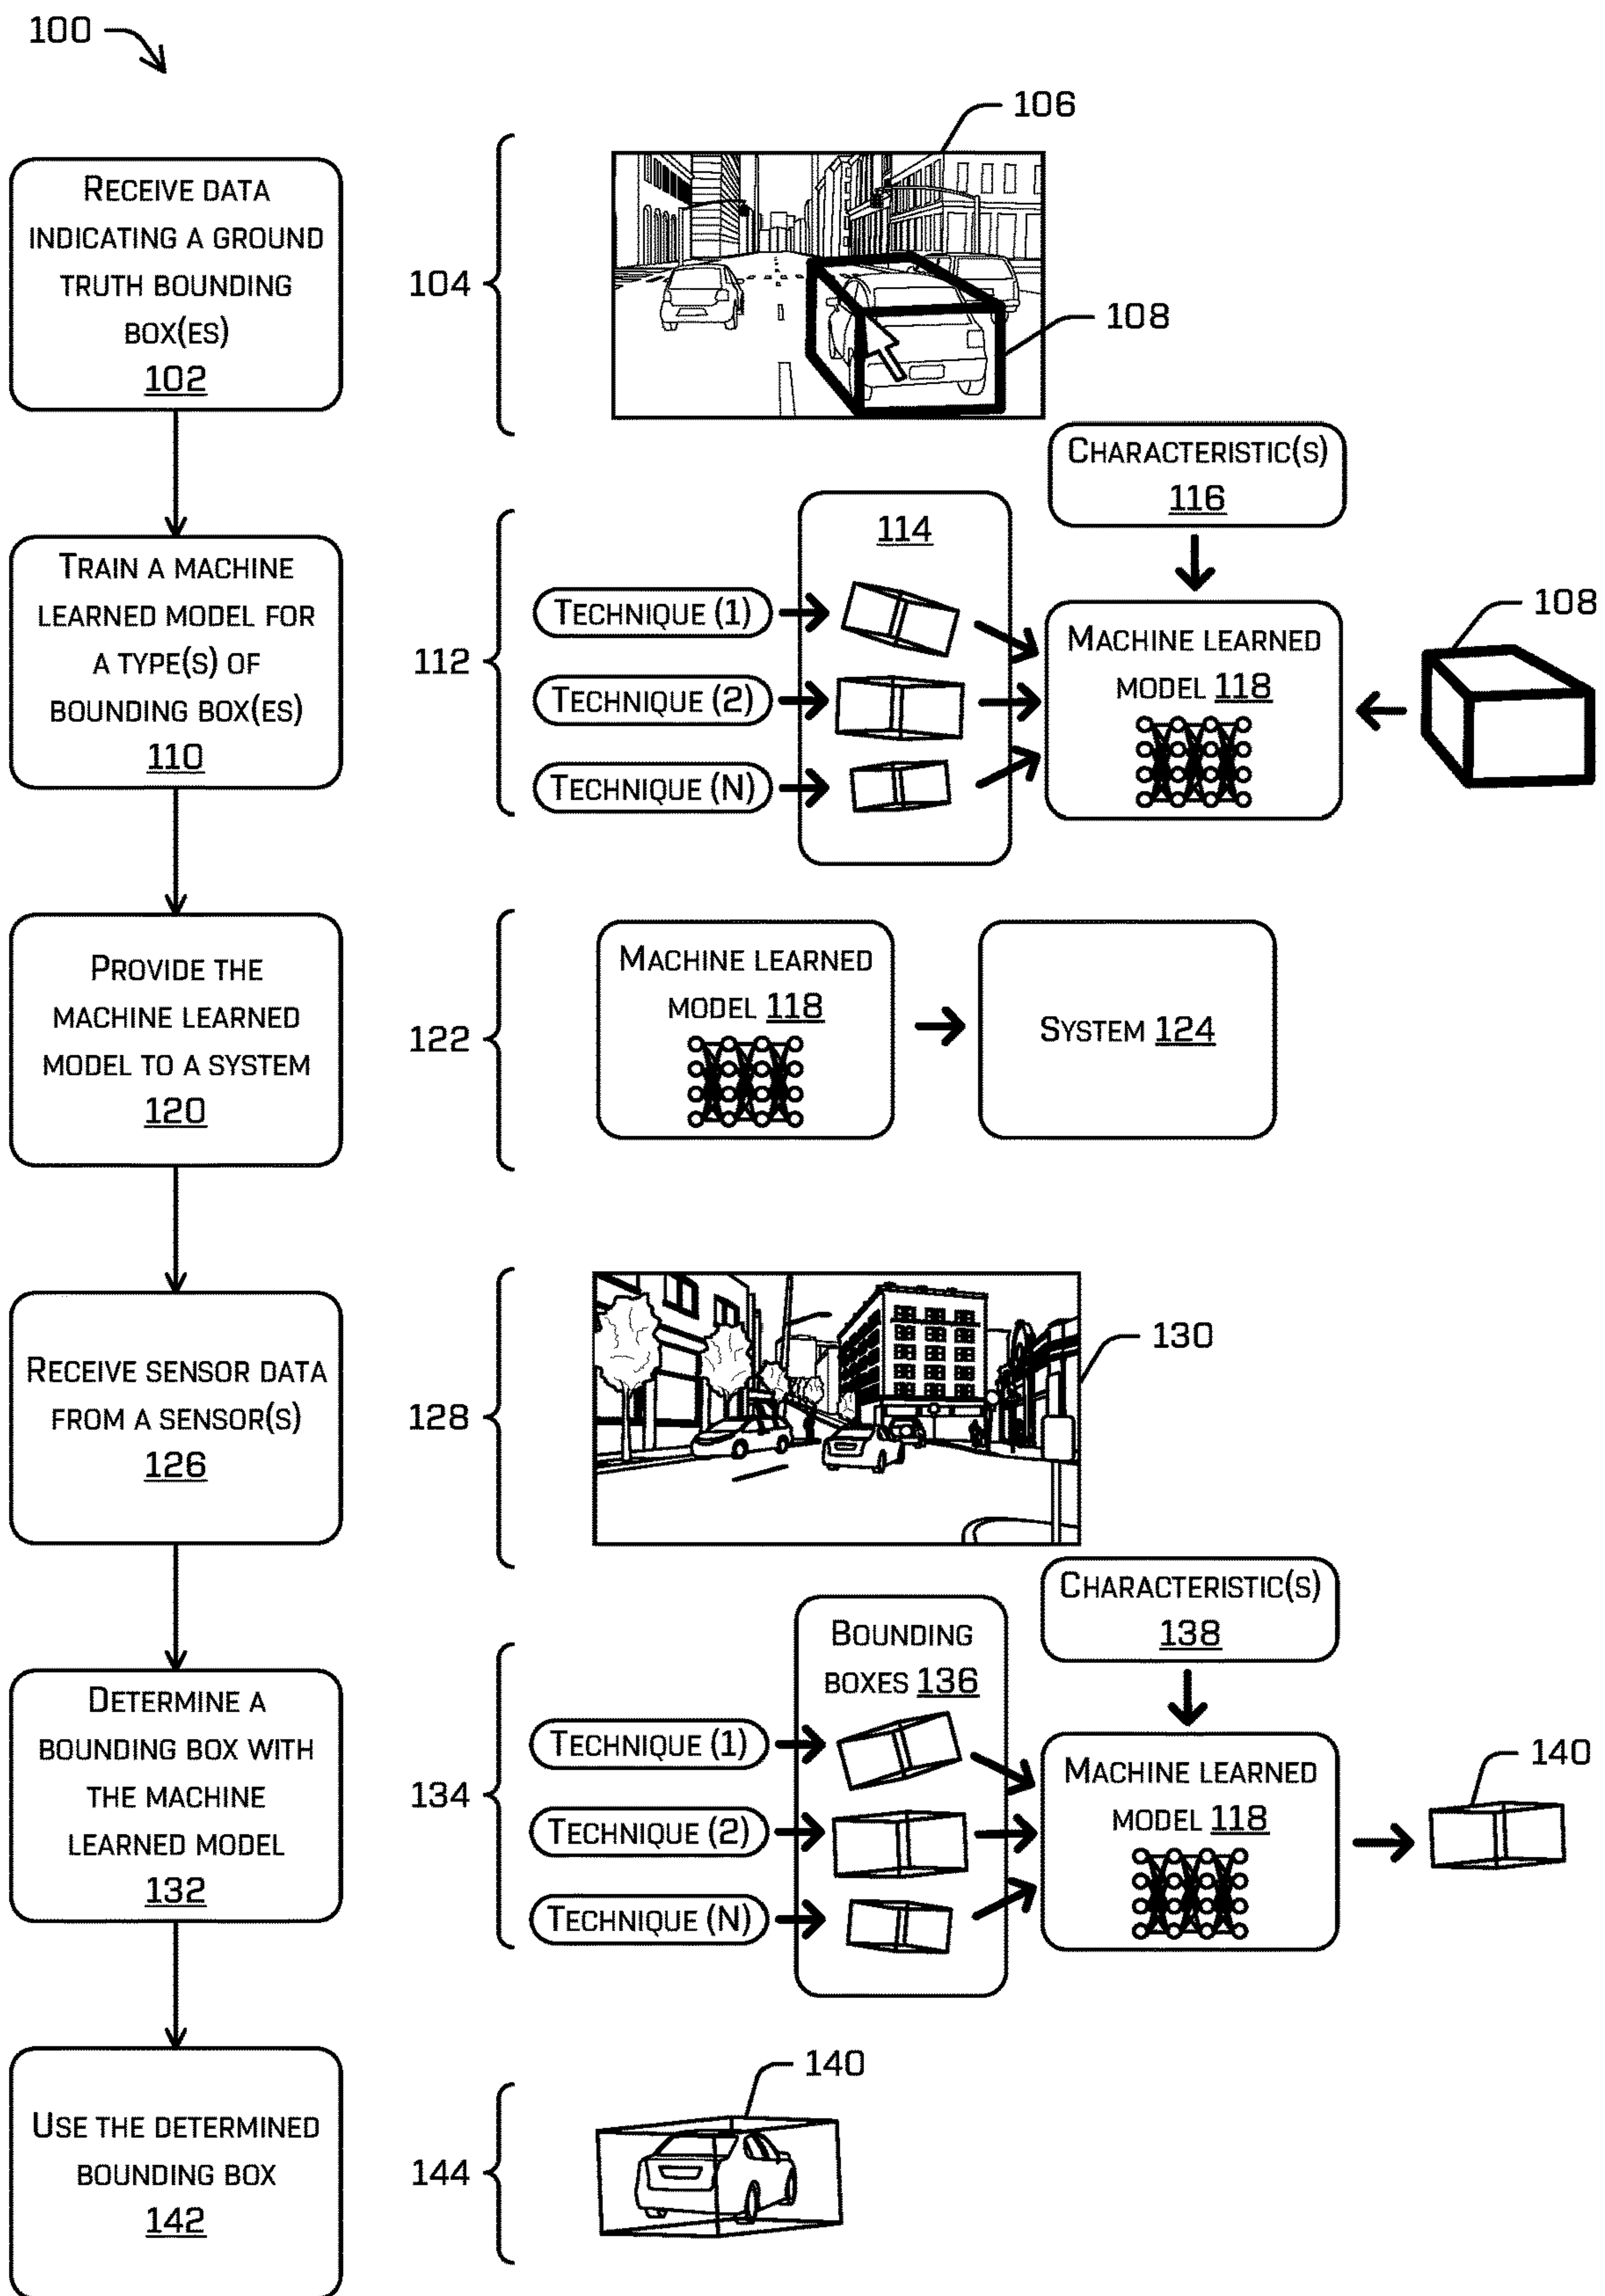 100
106
RECEIVE DATA
INDICATING A GROUND
TRUTH BOUNDING
BOX(ES)
102
104
108
CHARACTERISTIC(S)
116
TRAIN A MACHINE
LEARNED MODEL FOR
A TYPE(S) OF
BOUNDING BOX(ES)
110
112
114
TECHNIQUE (1)
TECHNIQUE (2)
TECHNIQUE (N)
MACHINE LEARNED
MODEL 118
108
PROVIDE THE
MACHINE LEARNED
MODEL TO A SYSTEM
120
122
MACHINE LEARNED
MODEL 118
SYSTEM 124
RECEIVE SENSOR DATA
FROM A SENSOR(S)
126
128
130
CHARACTERISTIC(S)
138
DETERMINE A
BOUNDING BOX WITH
THE MACHINE
LEARNED MODEL
132
134
BOUNDING
BOXES 136
TECHNIQUE (1)
TECHNIQUE (2)
TECHNIQUE (N)
MACHINE LEARNED
MODEL 118
140
USE THE DETERMINED
BOUNDING BOX
142
144
140